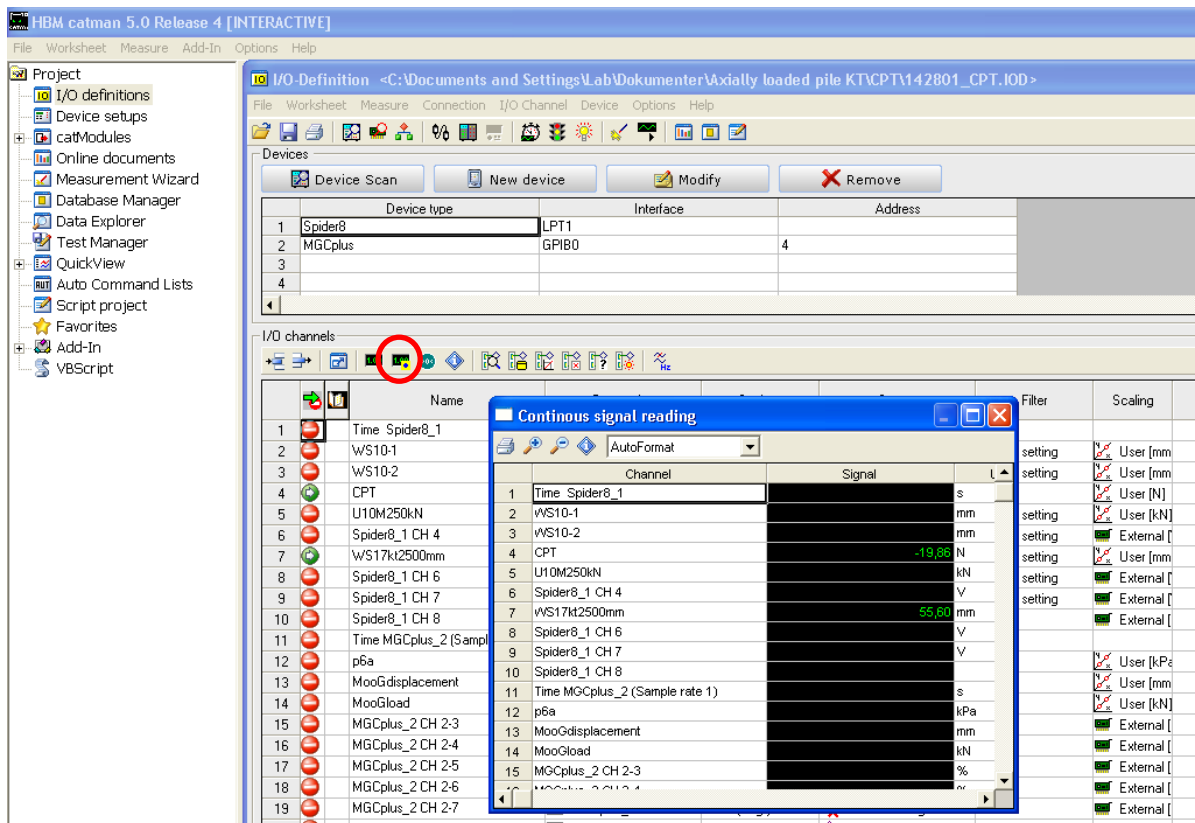 HBM catman 5.0 Release 4 [INTERACTIVE]
File Worksheet Measure Add-In Options Help
Project
I/O definitions
Device setups
catModules
Online documents
Measurement Wizard
Database Manager
Data Explorer
Test Manager
QuickView
Auto Command Lists
Script project
Favorites
Add-In
VBScript
I/O-Definition <C:\Documents and Settings\Lab\Dokumenter\Axially loaded pile KT\CPT\142801_CPT.IOD>
File Worksheet Measure Connection I/O Channel Device Options Help
Devices
Device Scan New device Modify Remove
Device type Interface Address
1 Spider8 LPT1
2 MGCplus GPIB0 4
3
4
I/O channels
Name Filter Scaling
1 Time Spider8_1
2 WS10-1 setting User [mm
3 WS10-2 setting User [mm
4 CPT User [N]
5 U10M250kN setting User [kN]
6 Spider8_1 CH 4 setting External [
7 WS17kt2500mm setting User [mm
8 Spider8_1 CH 6 setting External [
9 Spider8_1 CH 7 setting External [
10 Spider8_1 CH 8 External [
11 Time MGCplus_2 (Sampl
12 p6a User [kPa
13 MooGdisplacement User [mm
14 MooGload User [kN]
15 MGCplus_2 CH 2-3 External [
16 MGCplus_2 CH 2-4 External [
17 MGCplus_2 CH 2-5 External [
18 MGCplus_2 CH 2-6 External [
19 MGCplus_2 CH 2-7 External [
Continous signal reading
AutoFormat
Channel Signal
1 Time Spider8_1 s
2 WS10-1 mm
3 WS10-2 mm
4 CPT -19,86 N
5 U10M250kN kN
6 Spider8_1 CH 4 V
7 WS17kt2500mm 55,60 mm
8 Spider8_1 CH 6 V
9 Spider8_1 CH 7 V
10 Spider8_1 CH 8
11 Time MGCplus_2 (Sample rate 1) s
12 p6a kPa
13 MooGdisplacement mm
14 MooGload kN
15 MGCplus_2 CH 2-3 %